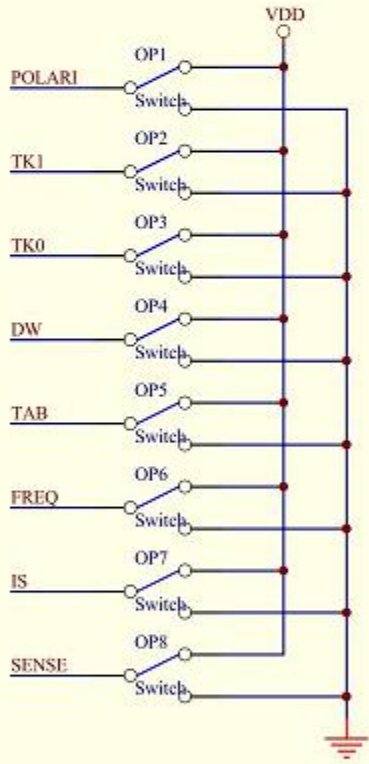 VDD
OP1
POLARI
Switch
OP2
TK1
Switch
OP3
TK0
Switch
OP4
DW
Switch
OP5
TAB
Switch
OP6
FREQ
Switch
OP7
IS
Switch
OP8
SENSE
Switch